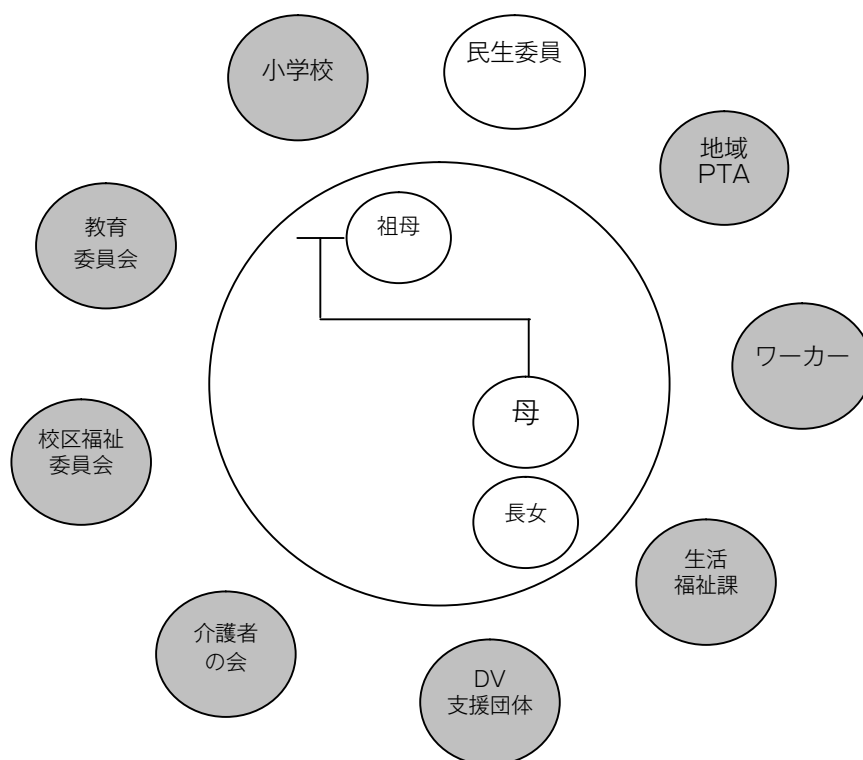 小学校
民生委員
地域
PTA
教育
委員会
祖母
ワーカー
母
校区福祉
委員会
長女
生活
福祉課
介護者
の会
DV
支援団体